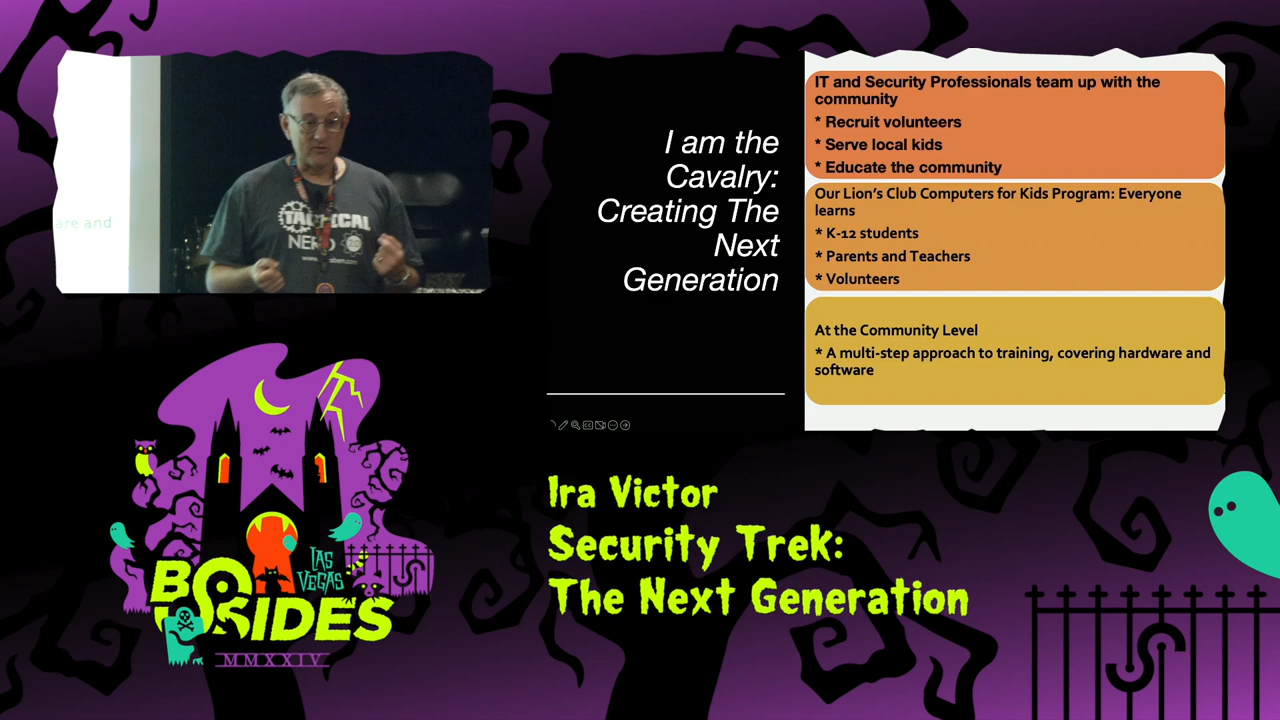 are and
TACTICAL
I am the
Cavalry:
Creating The
Next
Generation
IT and Security Professionals team up with the
community
* Recruit volunteers
* Serve local kids
* Educate the community
Our Lion's Club Computers for Kids Program: Everyone
learns
* K-12 students
* Parents and Teachers
* Volunteers
At the Community Level
* A multi-step approach to training, covering hardware and
software
LAS
VEGAS
BSIDES
MMXXIV
Ira Victor
Security Trek:
The Next Generation